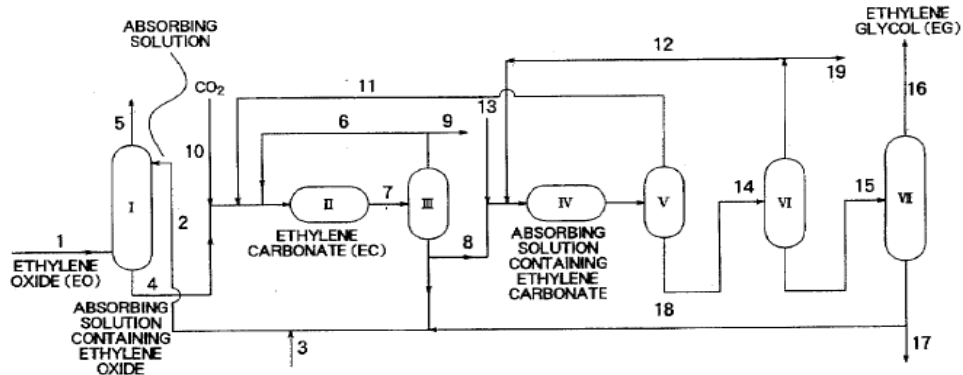 ABSORBING
SOLUTION
CO2
ETHYLENE
GLYCOL (EG)
12
19
11
13
16
5
6
9
10
I
2
II
7
III
IV
V
14
VI
15
VII
1
ETHYLENE
OXIDE (EO)
4
ETHYLENE
CARBONATE (EC)
8
ABSORBING
SOLUTION
CONTAINING
ETHYLENE
CARBONATE
18
ABSORBING
SOLUTION
CONTAINING
ETHYLENE
OXIDE
3
17